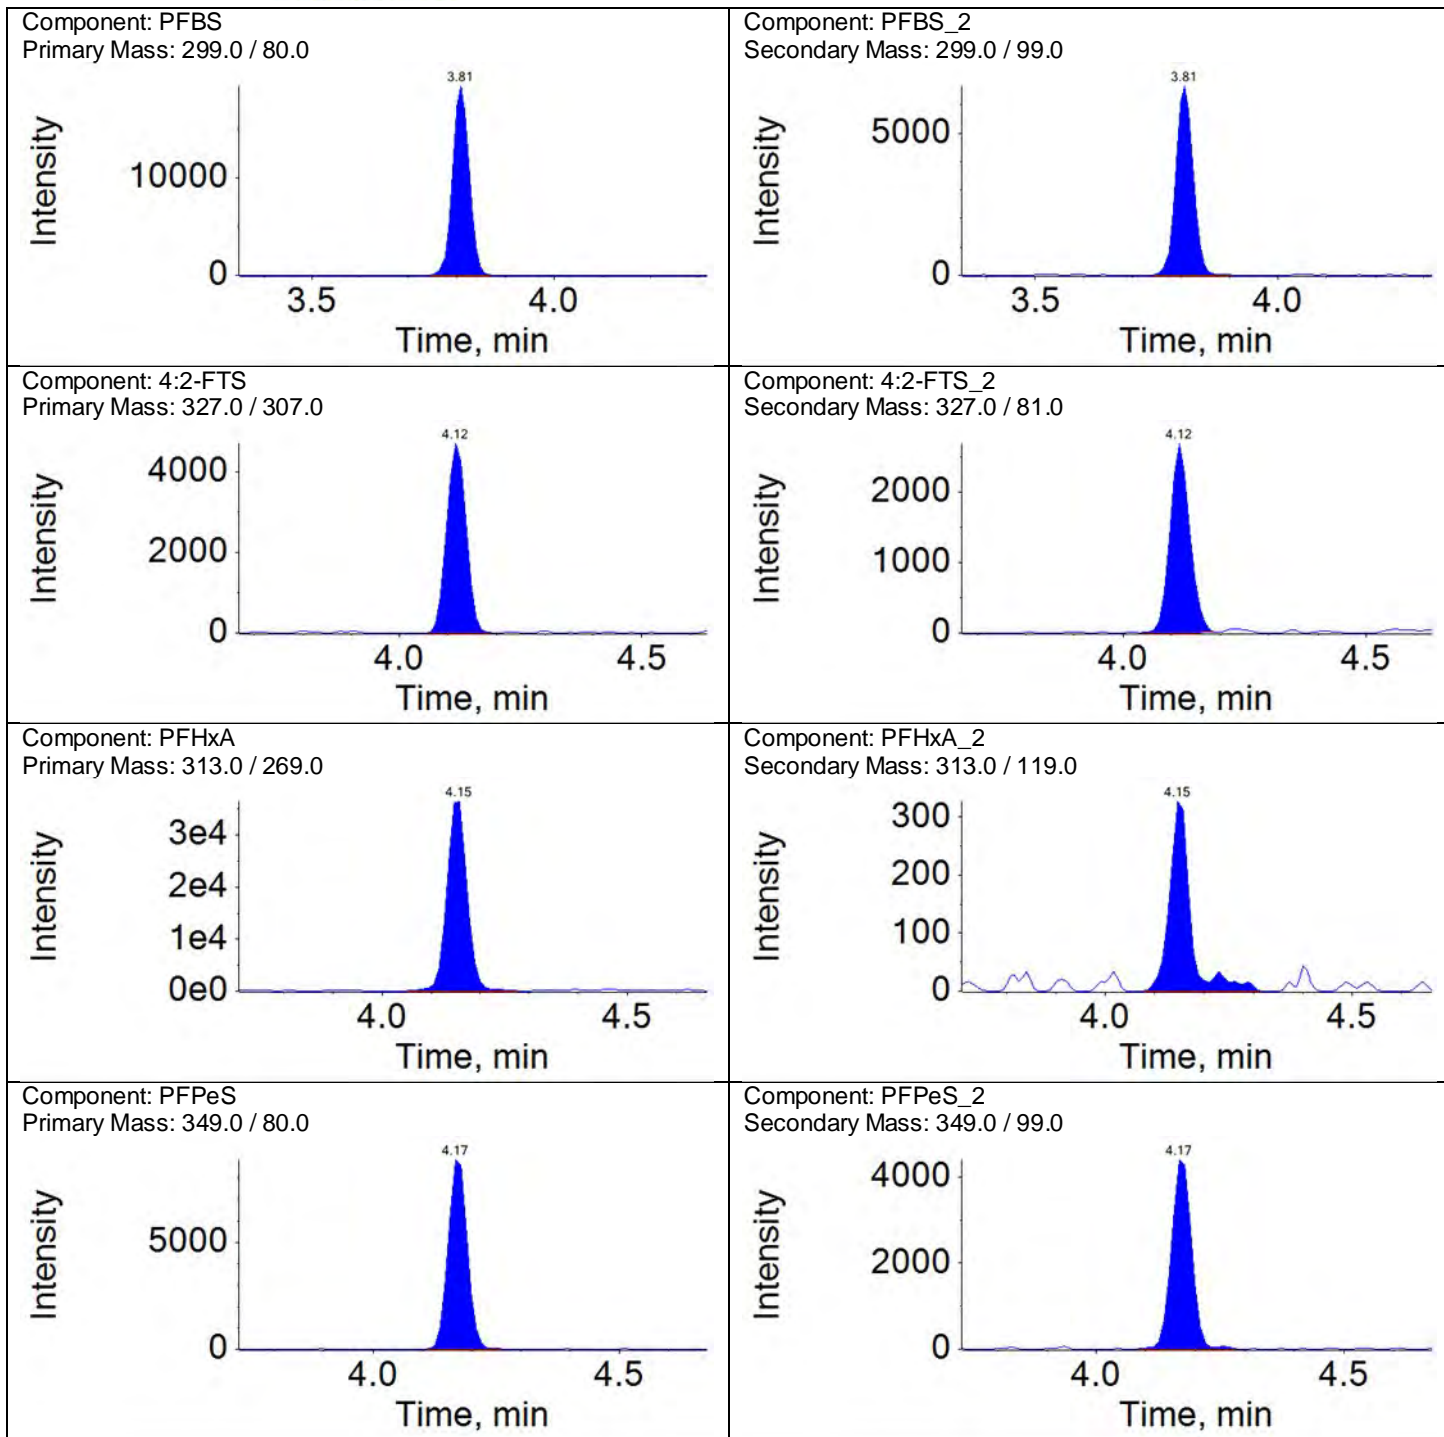 Component: PFBS
Primary Mass: 299.0 / 80.0
3.81
Intensity
10000
0
3.5 4.0
Time, min
Component: PFBS_2
Secondary Mass: 299.0 / 99.0
3.81
Intensity
5000
0
3.5 4.0
Time, min
Component: 4:2-FTS
Primary Mass: 327.0 / 307.0
4.12
Intensity
4000
2000
0
4.0 4.5
Time, min
Component: 4:2-FTS_2
Secondary Mass: 327.0 / 81.0
4.12
Intensity
2000
1000
0
4.0 4.5
Time, min
Component: PFHxA
Primary Mass: 313.0 / 269.0
4.15
Intensity
3e4
2e4
1e4
0e0
4.0 4.5
Time, min
Component: PFHxA_2
Secondary Mass: 313.0 / 119.0
4.15
Intensity
300
200
100
0
4.0 4.5
Time, min
Component: PFPeS
Primary Mass: 349.0 / 80.0
4.17
Intensity
5000
0
4.0 4.5
Time, min
Component: PFPeS_2
Secondary Mass: 349.0 / 99.0
4.17
Intensity
4000
2000
0
4.0 4.5
Time, min